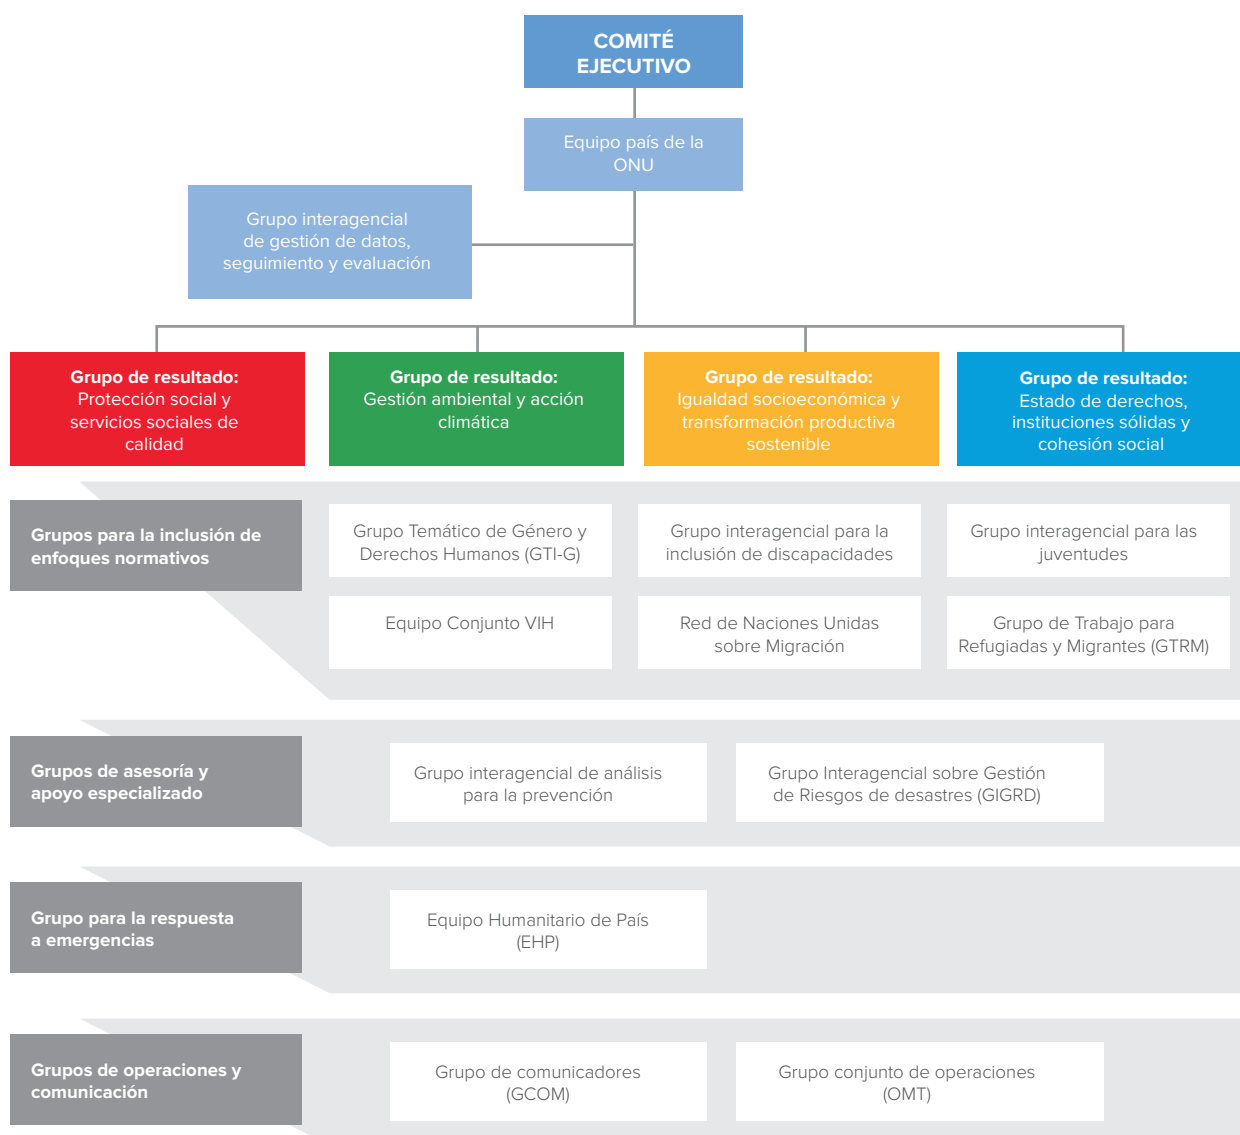 COMITÉ
EJECUTIVO
Equipo país de la
ONU
Grupo interagencial
de gestión de datos,
seguimiento y evaluación
Grupo de resultado:
Protección social y
servicios sociales de
calidad
Grupo de resultado:
Gestión ambiental y acción
climática
Grupo de resultado:
Igualdad socioeconómica y
transformación productiva
sostenible
Grupo de resultado:
Estado de derechos,
instituciones sólidas y
cohesión social
Grupos para la inclusión de
enfoques normativos
Grupo Temático de Género y
Derechos Humanos (GTI-G)
Grupo interagencial para la
inclusión de discapacidades
Grupo interagencial para las
juventudes
Equipo Conjunto VIH
Red de Naciones Unidas
sobre Migración
Grupo de Trabajo para
Refugiadas y Migrantes (GTRM)
Grupos de asesoría y
apoyo especializado
Grupo interagencial de análisis
para la prevención
Grupo Interagencial sobre Gestión
de Riesgos de desastres (GIGRD)
Grupo para la respuesta
a emergencias
Equipo Humanitario de País
(EHP)
Grupos de operaciones y
comunicación
Grupo de comunicadores
(GCOM)
Grupo conjunto de operaciones
(OMT)